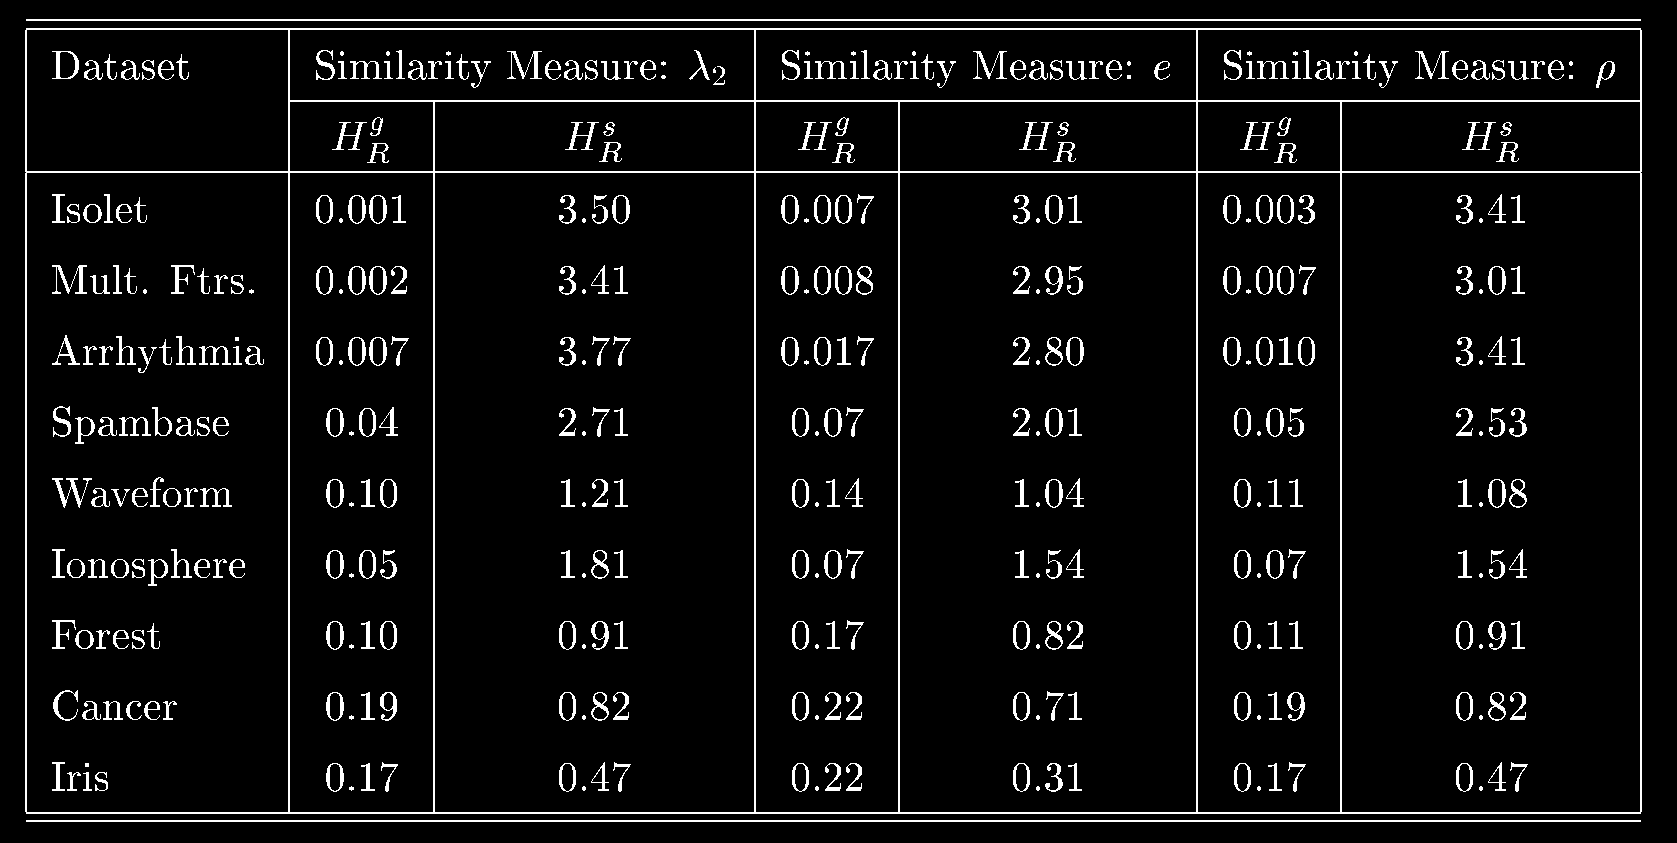 Dataset Similarity Measure: λ₂ Similarity Measure: e Similarity Measure: ρ
H_R^g H_R^s H_R^g H_R^s H_R^g H_R^s
Isolet 0.001 3.50 0.007 3.01 0.003 3.41
Mult. Ftrs. 0.002 3.41 0.008 2.95 0.007 3.01
Arrhythmia 0.007 3.77 0.017 2.80 0.010 3.41
Spambase 0.04 2.71 0.07 2.01 0.05 2.53
Waveform 0.10 1.21 0.14 1.04 0.11 1.08
Ionosphere 0.05 1.81 0.07 1.54 0.07 1.54
Forest 0.10 0.91 0.17 0.82 0.11 0.91
Cancer 0.19 0.82 0.22 0.71 0.19 0.82
Iris 0.17 0.47 0.22 0.31 0.17 0.47